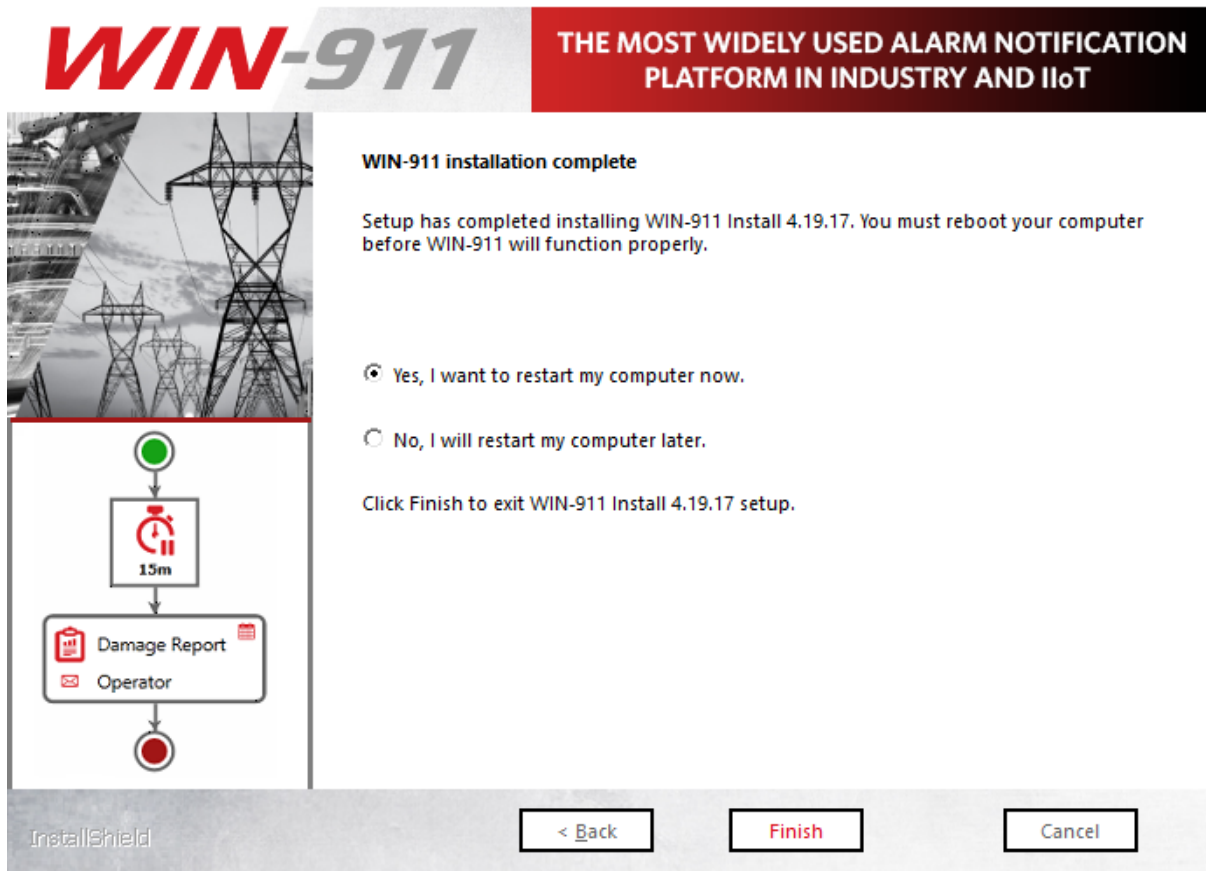 WIN-911
THE MOST WIDELY USED ALARM NOTIFICATION
PLATFORM IN INDUSTRY AND IIoT
WIN-911 installation complete
Setup has completed installing WIN-911 Install 4.19.17. You must reboot your computer
before WIN-911 will function properly.
Yes, I want to restart my computer now.
No, I will restart my computer later.
Click Finish to exit WIN-911 Install 4.19.17 setup.
15m
Damage Report
Operator
InstallShield
< Back
Finish
Cancel